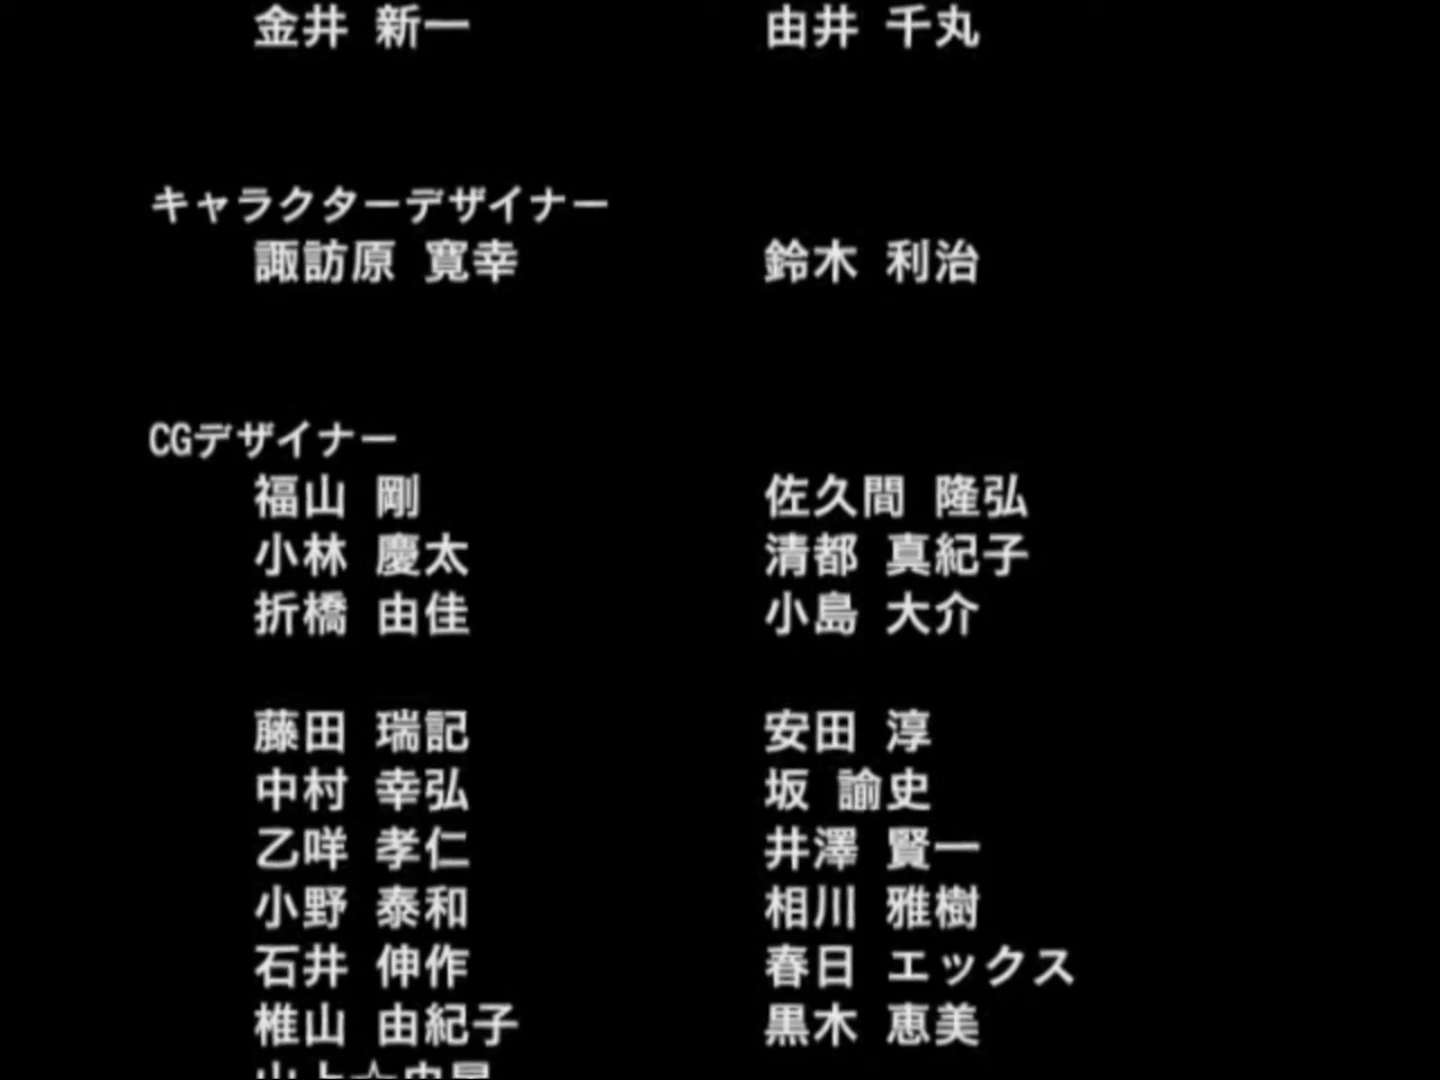 金井 新一 由井 千丸
キャラクターデザイナー
諏訪原 寛幸 鈴木 利治
CGデザイナー
福山 剛 佐久間 隆弘
小林 慶太 清都 真紀子
折橋 由佳 小島 大介
藤田 瑞記 安田 淳
中村 幸弘 坂 諭史
乙咩 孝仁 井澤 賢一
小野 泰和 相川 雅樹
石井 伸作 春日 エックス
椎山 由紀子 黒木 恵美